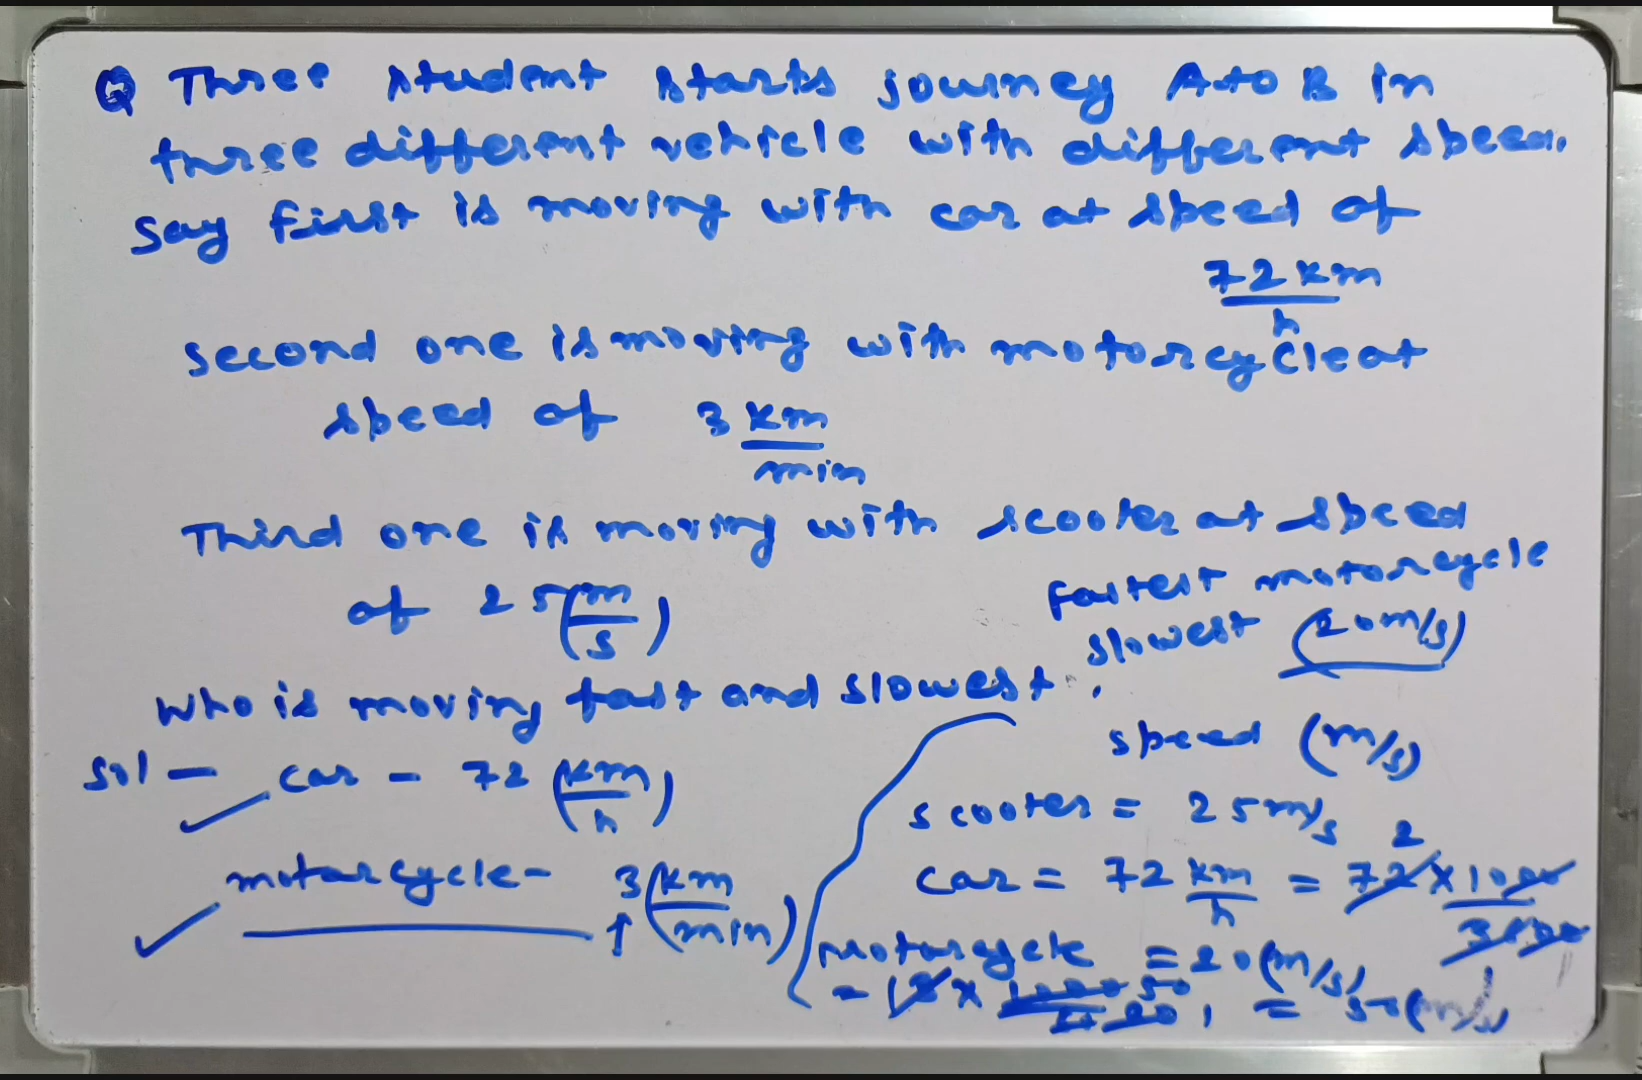 Q Three student starts journey A to B in
three different vehicle with different speed.
Say first is moving with car at speed of
72 km
h
second one is moving with motorcycle at
speed of 3 km
min
Third one is moving with scooter at speed
of 25 (m
s)
fastest motorcycle
slowest (20 m/s)
Who is moving fast and slowest.
Sol — car - 72 (km
h)
motorcycle - 3 (km
min)
speed (m/s)
scooter = 25 m/s
car = 72 km = 72 x 1000
h 3600
2
motorcycle = 20 (m/s)
50 = 50 (m/s)